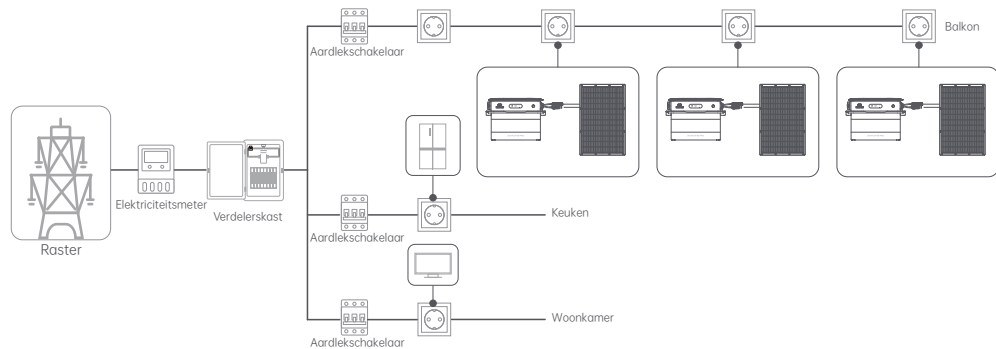 Balkon
Aardlekschakelaar
Elektriciteitsmeter
Verdelerskast
Raster
Keuken
Aardlekschakelaar
Woonkamer
Aardlekschakelaar